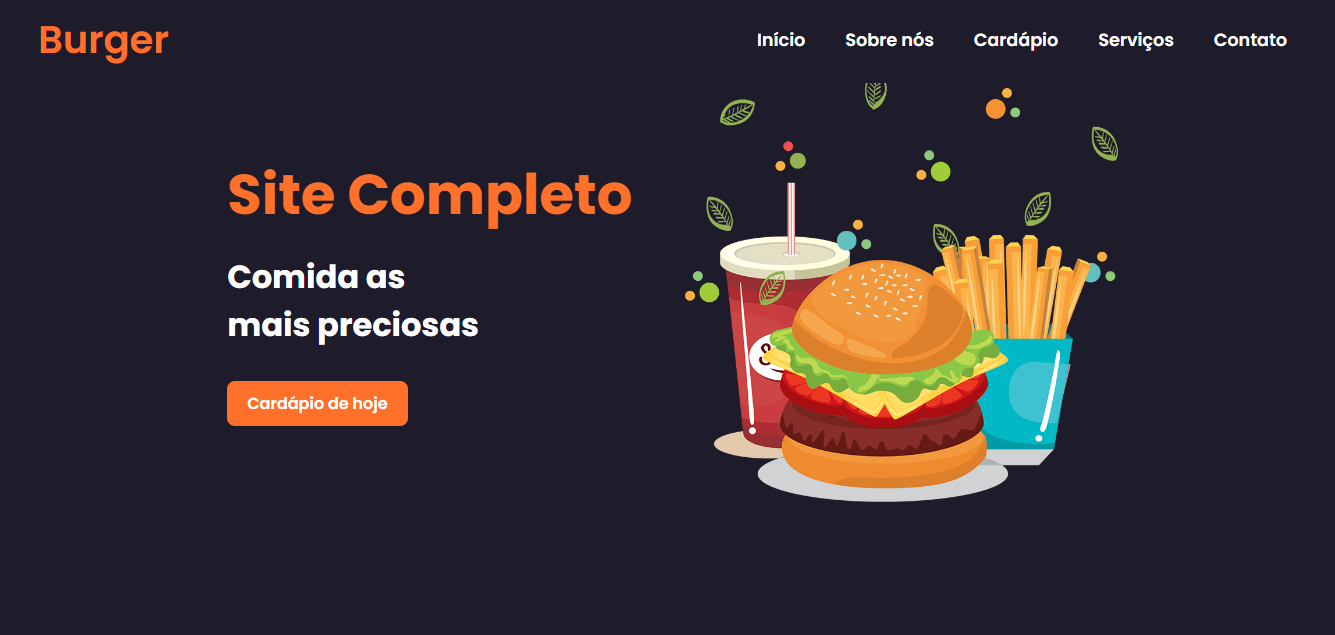 Burger
Início Sobre nós Cardápio Serviços Contato
Site Completo
Comida as
mais preciosas
Cardápio de hoje